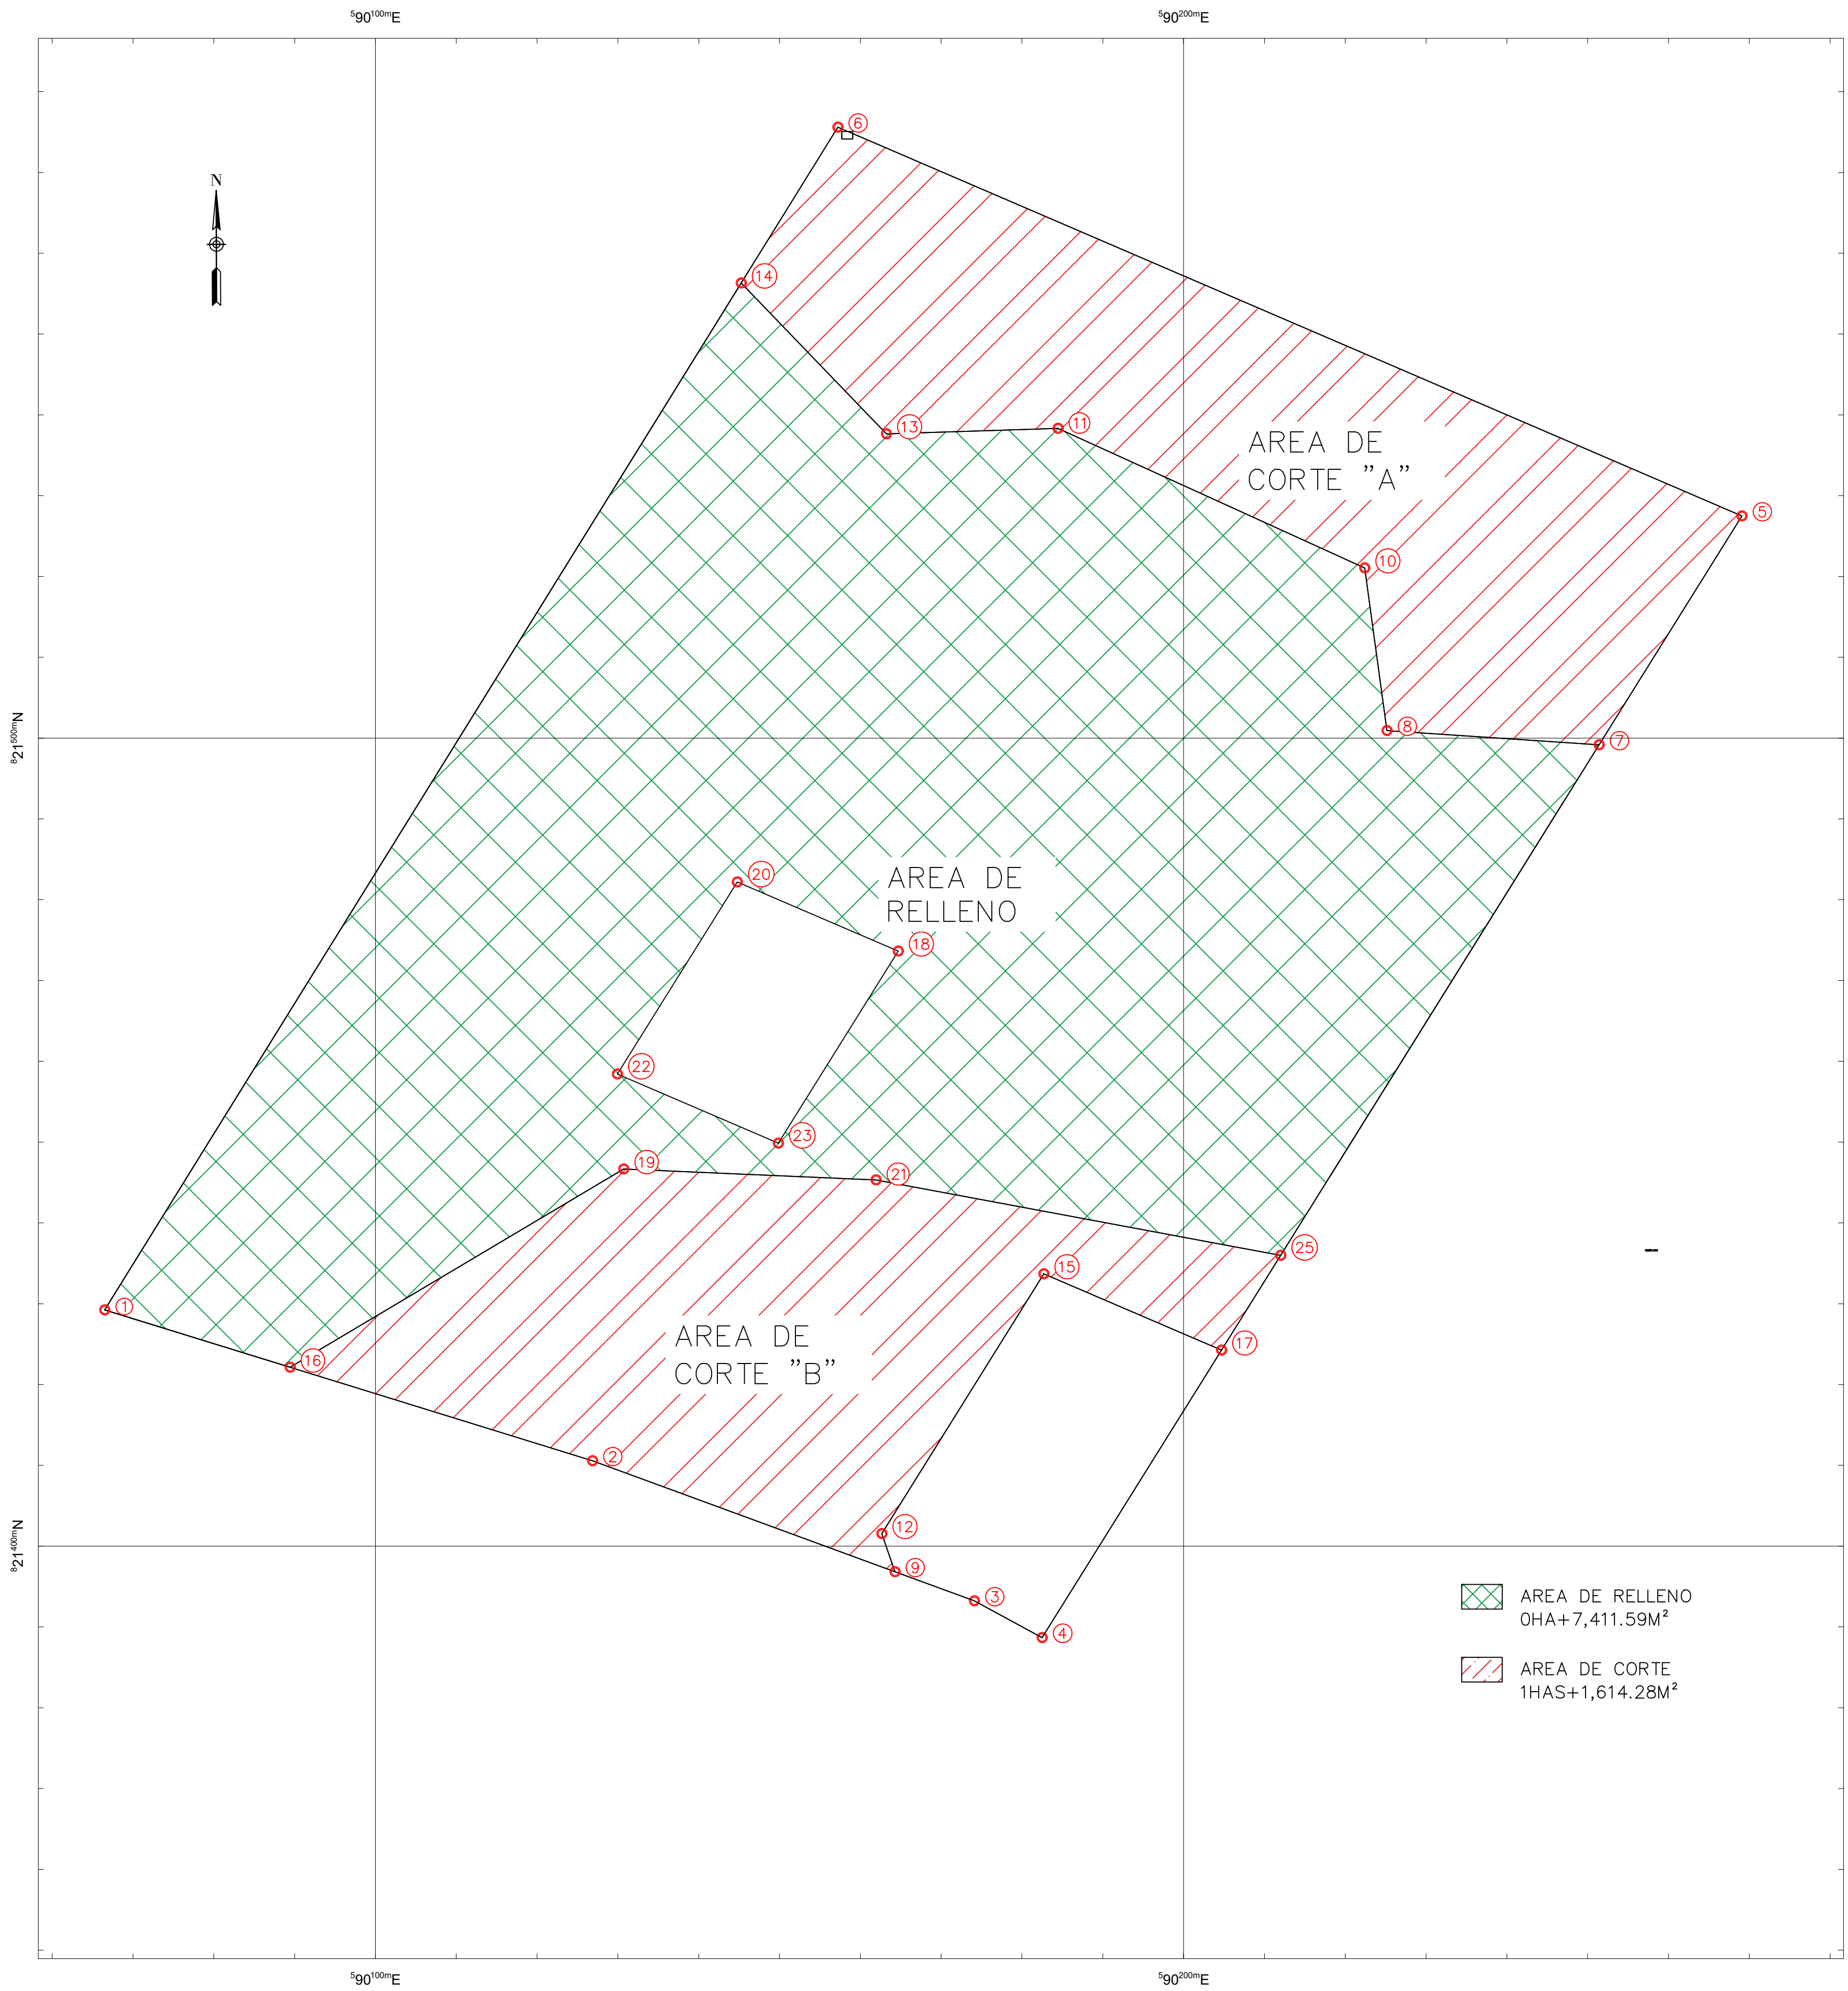 ⁵90¹⁰⁰ᵐE
⁵90²⁰⁰ᵐE
N
6
14
13
11
AREA DE
CORTE "A"
5
10
8
7
8²21⁵⁰⁰ᵐN
20
AREA DE
RELLENO
18
22
23
19
21
25
15
1
16
AREA DE
CORTE "B"
17
2
12
9
3
4
8²21⁴⁰⁰ᵐN
AREA DE RELLENO
0HA+7,411.59M²
AREA DE CORTE
1HAS+1,614.28M²
⁵90¹⁰⁰ᵐE
⁵90²⁰⁰ᵐE